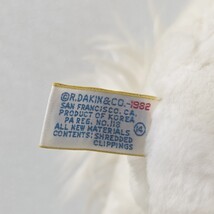 ©R.DAKIN&CO.-1982
SAN FRANCISCO, CA.
PRODUCT OF KOREA
PA REG. NO. 118
ALL NEW MATERIALS
CONTENTS: SHREDDED
CLIPPINGS